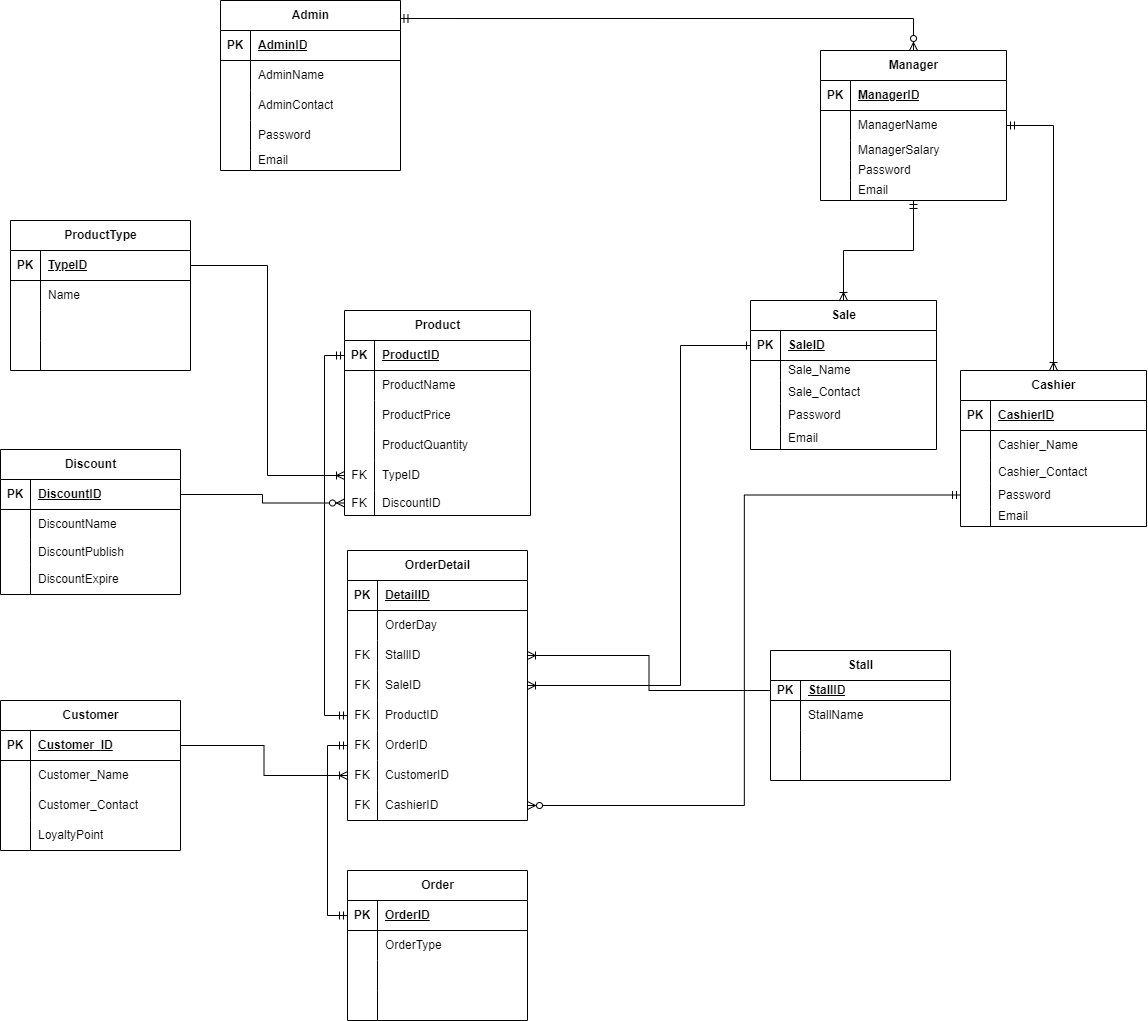 Admin
PK AdminID
AdminName
AdminContact
Password
Email
Manager
PK ManagerID
ManagerName
ManagerSalary
Password
Email
ProductType
PK TypeID
Name
Product
PK ProductID
ProductName
ProductPrice
ProductQuantity
FK TypeID
FK DiscountID
Sale
PK SaleID
Sale_Name
Sale_Contact
Password
Email
Cashier
PK CashierID
Cashier_Name
Cashier_Contact
Password
Email
Discount
PK DiscountID
DiscountName
DiscountPublish
DiscountExpire
OrderDetail
PK DetailID
OrderDay
FK StallID
FK SaleID
FK ProductID
FK OrderID
FK CustomerID
FK CashierID
Stall
PK StallID
StallName
Customer
PK Customer_ID
Customer_Name
Customer_Contact
LoyaltyPoint
Order
PK OrderID
OrderType